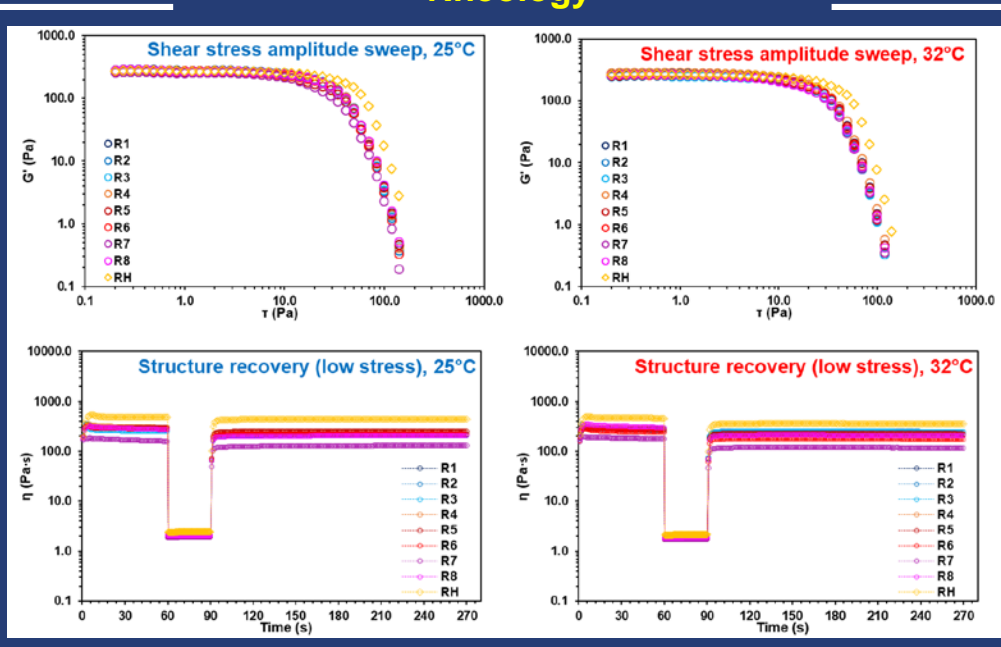 Rheology
Shear stress amplitude sweep, 25°C
1000.0
100.0
10.0
1.0
0.1
G' (Pa)
R1
R2
R3
R4
R5
R6
R7
R8
RH
0.1
1.0
10.0
100.0
1000.0
τ (Pa)
Shear stress amplitude sweep, 32°C
1000.0
100.0
10.0
1.0
0.1
G' (Pa)
R1
R2
R3
R4
R5
R6
R7
R8
RH
0.1
1.0
10.0
100.0
1000.0
τ (Pa)
Structure recovery (low stress), 25°C
10000.0
1000.0
100.0
10.0
1.0
0.1
η (Pa·s)
R1
R2
R3
R4
R5
R6
R7
R8
RH
0 30 60 90 120 150 180 210 240 270
Time (s)
Structure recovery (low stress), 32°C
10000.0
1000.0
100.0
10.0
1.0
0.1
η (Pa·s)
R1
R2
R3
R4
R5
R6
R7
R8
RH
0 30 60 90 120 150 180 210 240 270
Time (s)